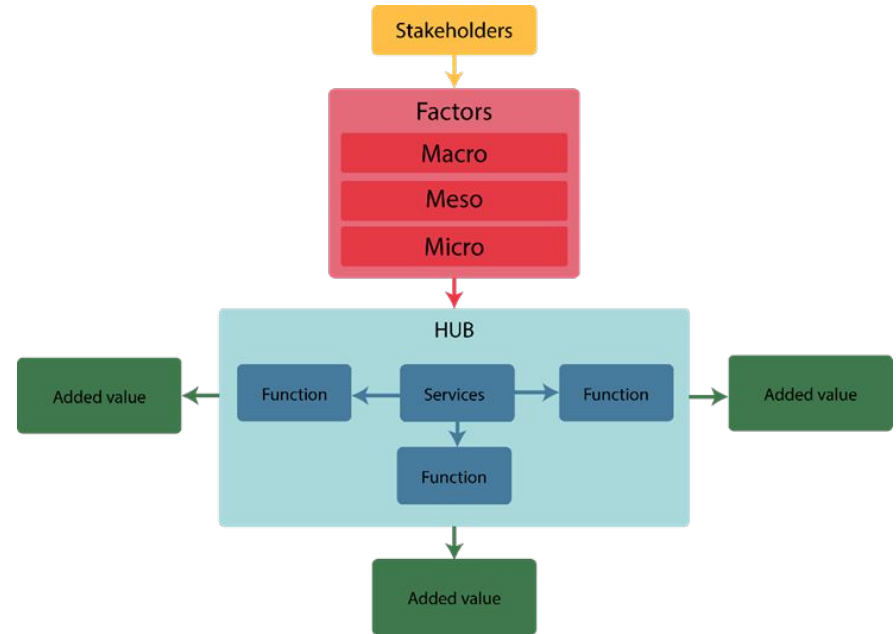 Stakeholders
Factors
Macro
Meso
Micro
HUB
Added value
Function
Services
Function
Added value
Function
Added value